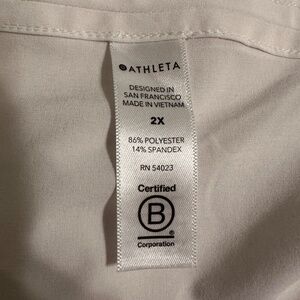 ATHLETA
DESIGNED IN
SAN FRANCISCO
MADE IN VIETNAM
2X
86% POLYESTER
14% SPANDEX
RN 54023
Certified
B
®
Corporation